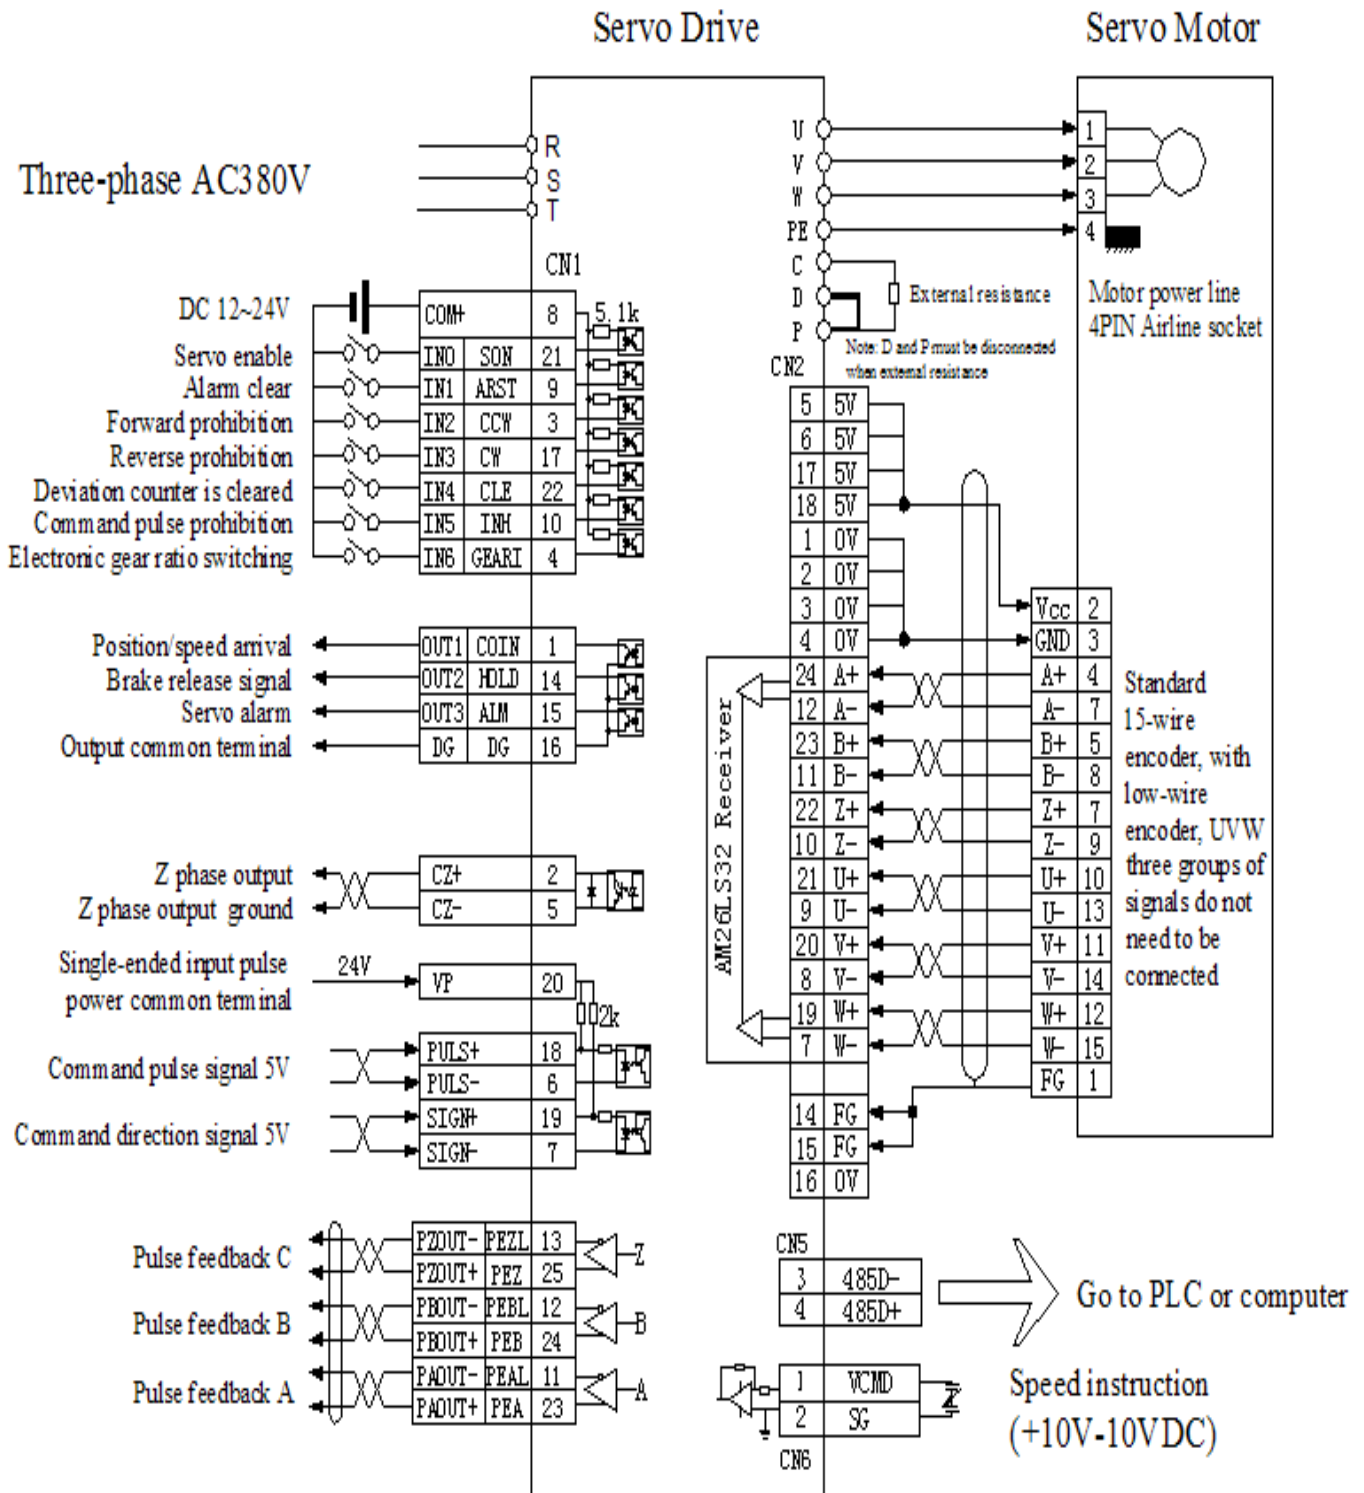 Servo Drive
Servo Motor
Three-phase AC380V
R
S
T
U
V
W
PE
C
D
P
1
2
3
4
External resistance
Note: D and P must be disconnected
when external resistance
Motor power line
4PIN Airline socket
CN1
DC 12~24V
COM+ 8
5.1k
Servo enable
IN0 SON 21
Alarm clear
IN1 ARST 9
Forward prohibition
IN2 CCW 3
Reverse prohibition
IN3 CW 17
Deviation counter is cleared
IN4 CLE 22
Command pulse prohibition
IN5 INH 10
Electronic gear ratio switching
IN6 GEARI 4
Position/speed arrival
OUT1 COIN 1
Brake release signal
OUT2 HOLD 14
Servo alarm
OUT3 ALM 15
Output common terminal
DG DG 16
Z phase output
CZ+ 2
Z phase output ground
CZ- 5
Single-ended input pulse
power common terminal
24V
VP 20
2k
Command pulse signal 5V
PULS+ 18
PULS- 6
Command direction signal 5V
SIGN+ 19
SIGN- 7
Pulse feedback C
PZOUT- PEZL 13
PZOUT+ PEZ 25
Z
Pulse feedback B
PBOUT- PEBL 12
PBOUT+ PEB 24
B
Pulse feedback A
PAOUT- PEAL 11
PAOUT+ PEA 23
A
CN2
5 5V
6 5V
17 5V
18 5V
1 0V
2 0V
3 0V
4 0V
24 A+
12 A-
23 B+
11 B-
22 Z+
10 Z-
21 U+
9 U-
20 V+
8 V-
19 W+
7 W-
14 FG
15 FG
16 0V
AM26LS32 Receiver
Vcc 2
GND 3
A+ 4
A- 7
B+ 5
B- 8
Z+ 7
Z- 9
U+ 10
U- 13
V+ 11
V- 14
W+ 12
W- 15
FG 1
Standard
15-wire
encoder, with
low-wire
encoder, UVW
three groups of
signals do not
need to be
connected
CN5
3 485D-
4 485D+
Go to PLC or computer
1 VCMD
2 SG
CN6
Speed instruction
(+10V-10VDC)